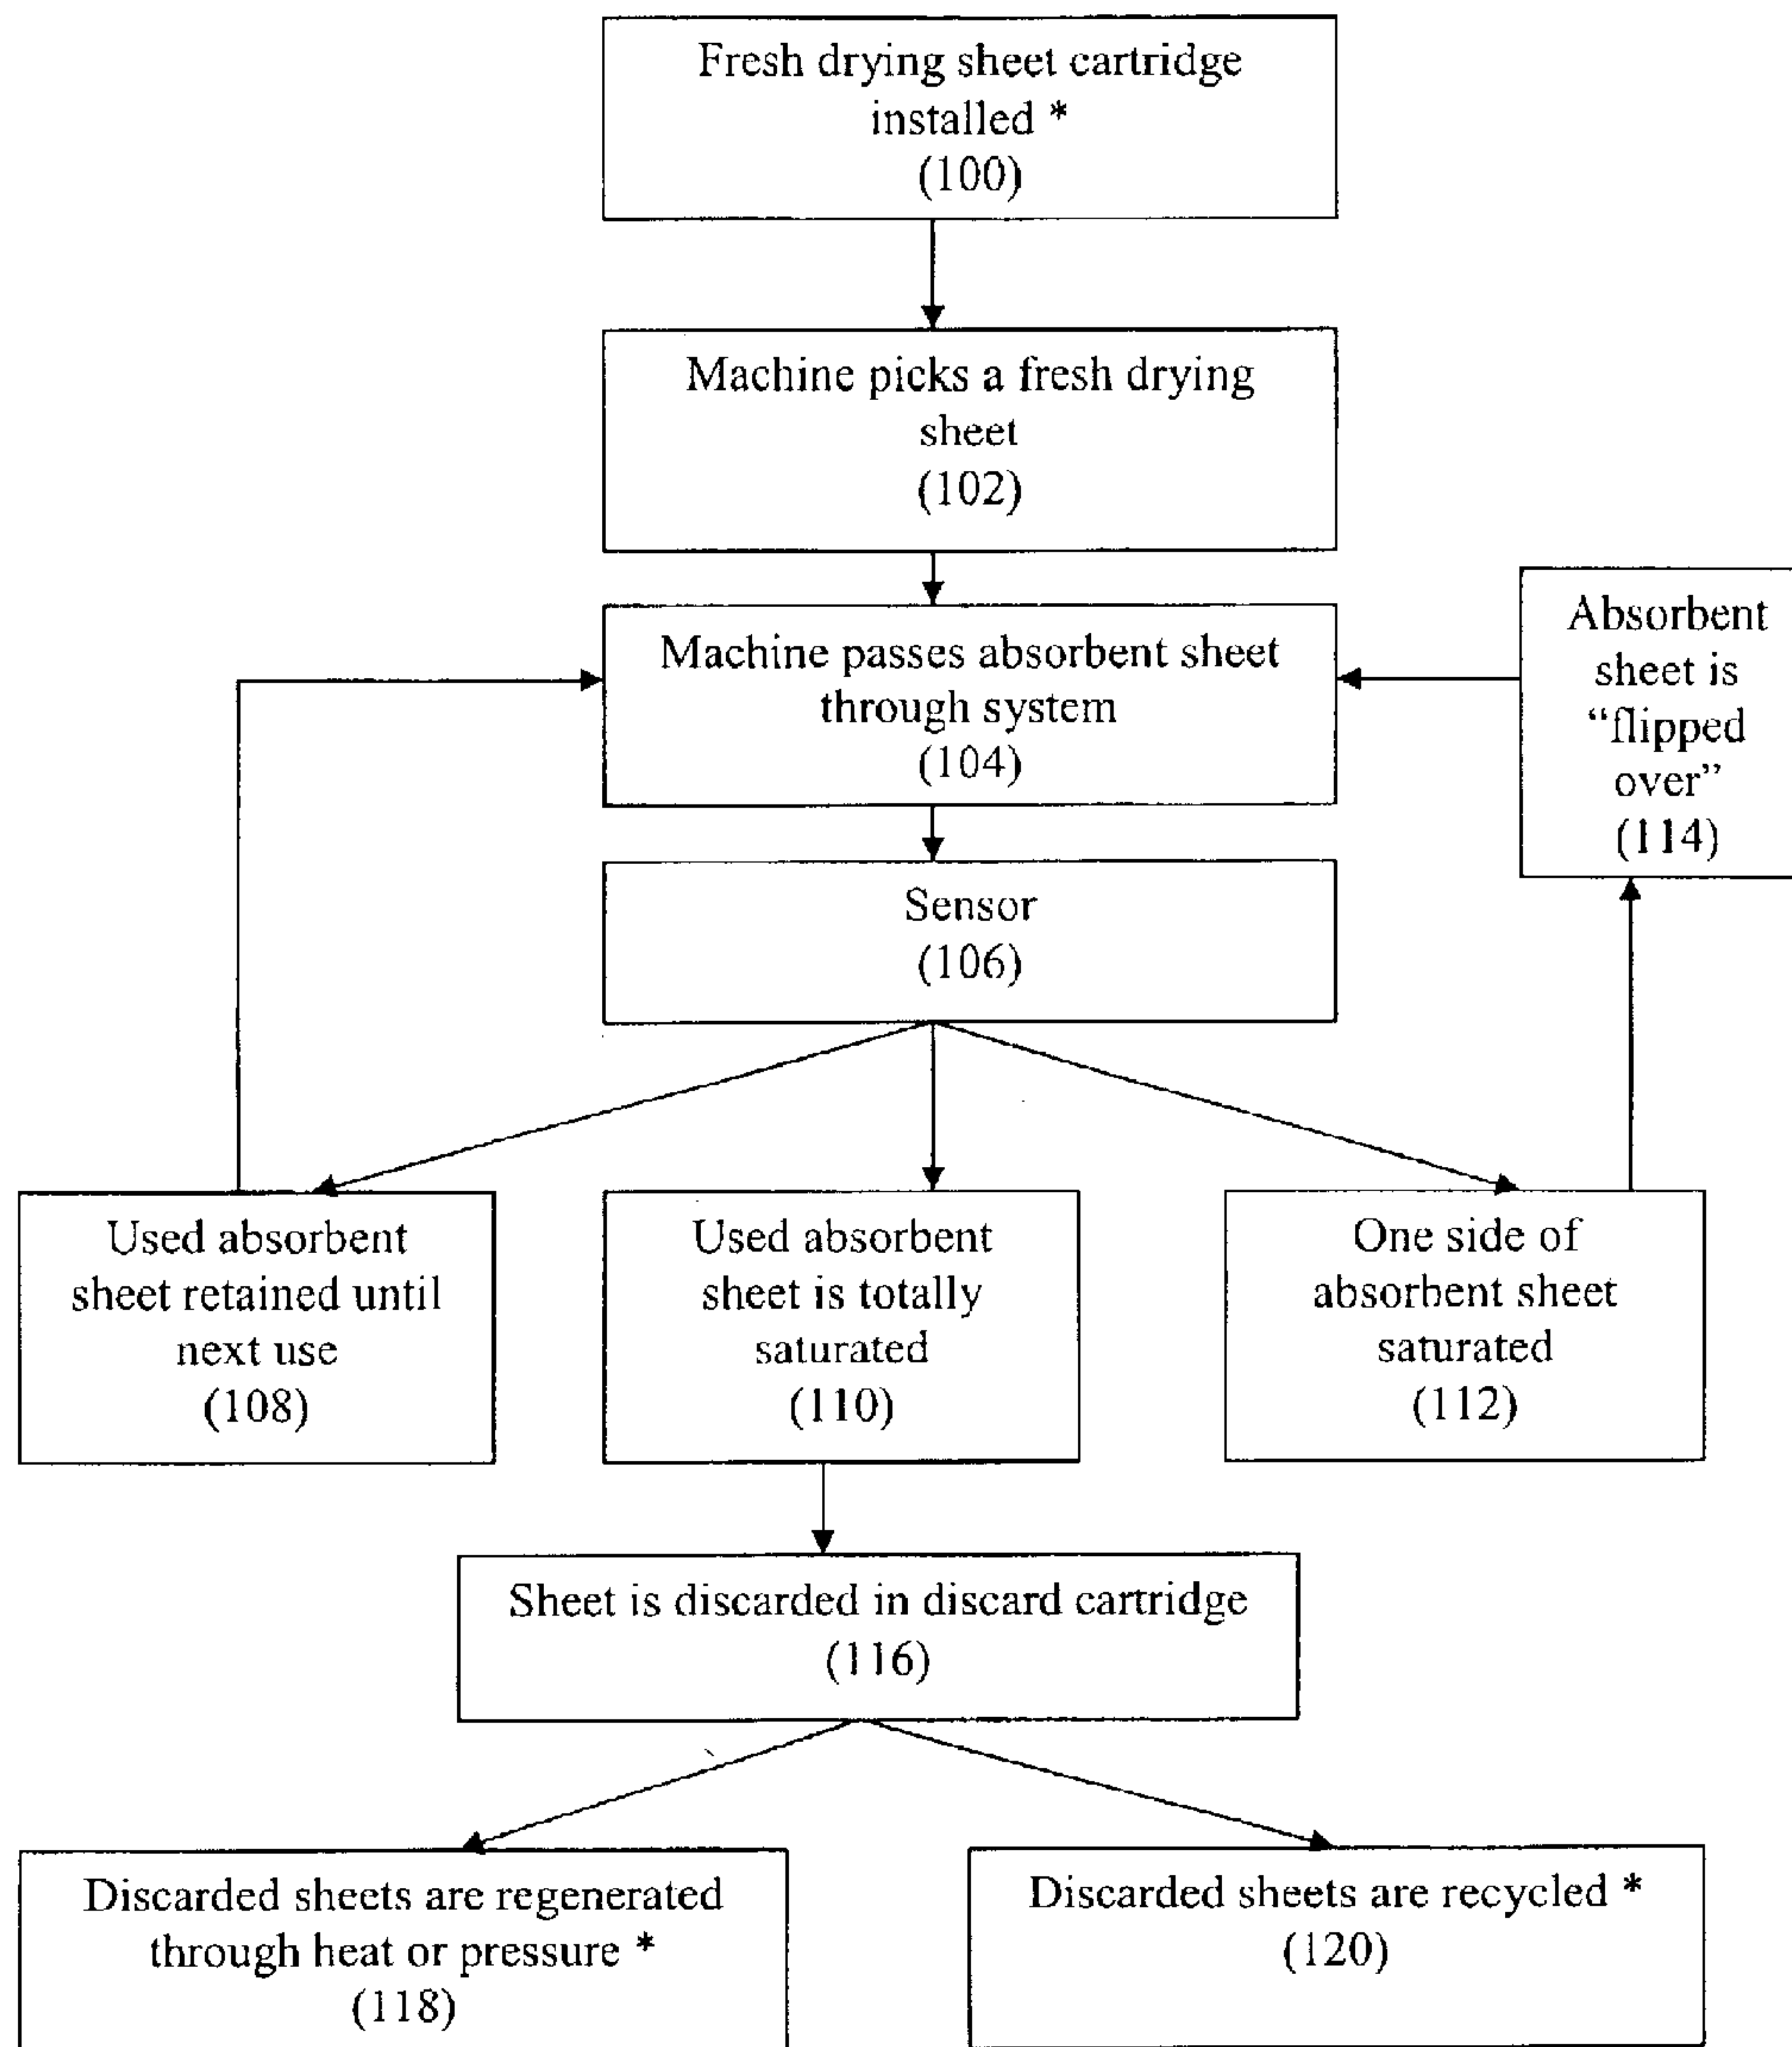 Fresh drying sheet cartridge
installed *
(100)
Machine picks a fresh drying
sheet
(102)
Machine passes absorbent sheet
through system
(104)
Absorbent
sheet is
“flipped
over”
(114)
Sensor
(106)
Used absorbent
sheet retained until
next use
(108)
Used absorbent
sheet is totally
saturated
(110)
One side of
absorbent sheet
saturated
(112)
Sheet is discarded in discard cartridge
(116)
Discarded sheets are regenerated
through heat or pressure *
(118)
Discarded sheets are recycled *
(120)